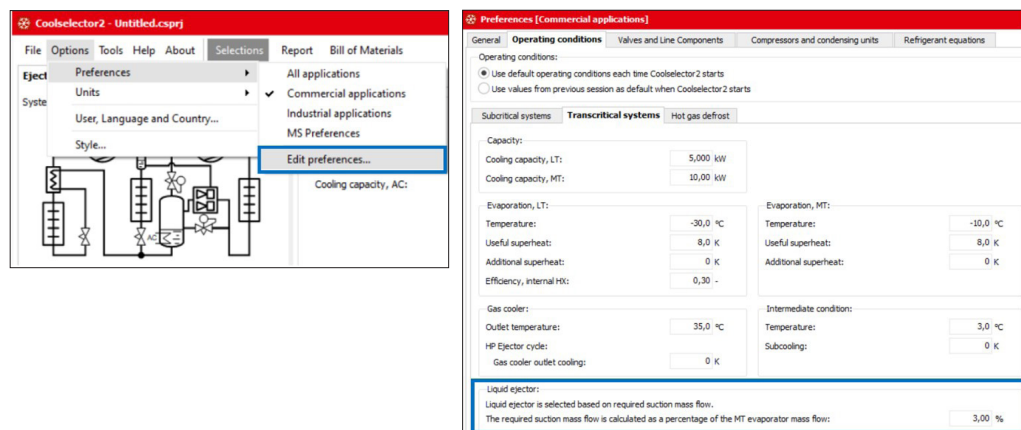 Coolselector2 - Untitled.csprj
File Options Tools Help About Selections Report Bill of Materials
Preferences
Units
User, Language and Country...
Style...
All applications
Commercial applications
Industrial applications
MS Preferences
Edit preferences...
Eject
Syste
Cooling capacity, AC:
AC
Preferences [Commercial applications]
General Operating conditions Valves and Line Components Compressors and condensing units Refrigerant equations
Operating conditions:
Use default operating conditions each time Coolselector2 starts
Use values from previous session as default when Coolselector2 starts
Subcritical systems Transcritical systems Hot gas defrost
Capacity:
Cooling capacity, LT: 5,000 kW
Cooling capacity, MT: 10,00 kW
Evaporation, LT: Evaporation, MT:
Temperature: -30,0 °C Temperature: -10,0 °C
Useful superheat: 8,0 K Useful superheat: 8,0 K
Additional superheat: 0 K Additional superheat: 0 K
Efficiency, internal HX: 0,30 -
Gas cooler: Intermediate condition:
Outlet temperature: 35,0 °C Temperature: 3,0 °C
HP Ejector cycle: Subcooling: 0 K
Gas cooler outlet cooling: 0 K
Liquid ejector:
Liquid ejector is selected based on required suction mass flow.
The required suction mass flow is calculated as a percentage of the MT evaporator mass flow: 3,00 %